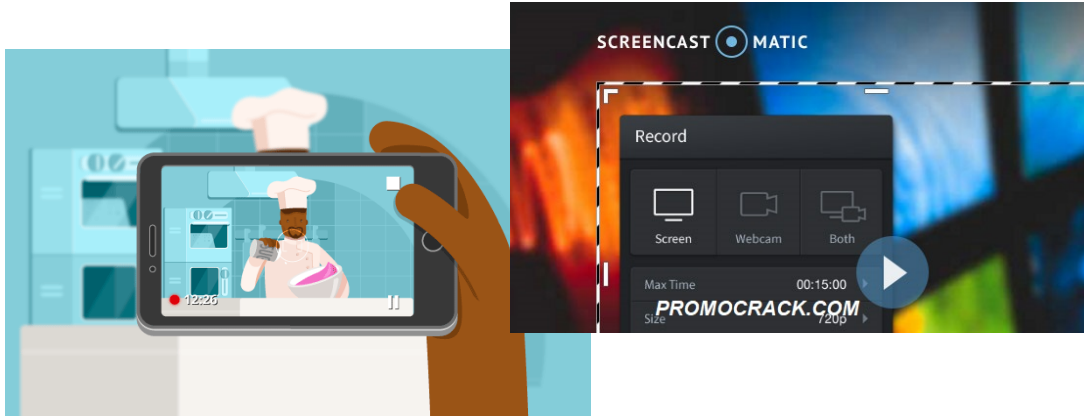 SCREENCAST MATIC
Record
Screen Webcam Both
Max Time 00:15:00
PROMOCRACK.COM
Size 720p
12:26